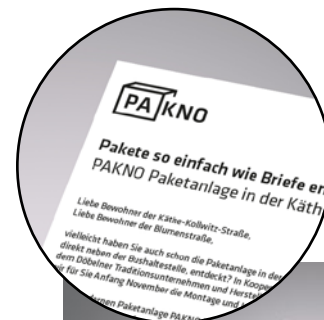 PAKNO
Pakete so einfach wie Briefe
PAKNO Paketanlage in der
Liebe Bewohner der Käthe-Kollwitz-Straße,
Liebe Bewohner der Blumenstraße,
vielleicht haben Sie auch schon die Paketanlage in der
direkt neben der Bushaltestelle, entdeckt? In
dem Döbelner Traditionsunternehmen und
für Sie Anfang November die Montage und
Paketanlage PAKNO